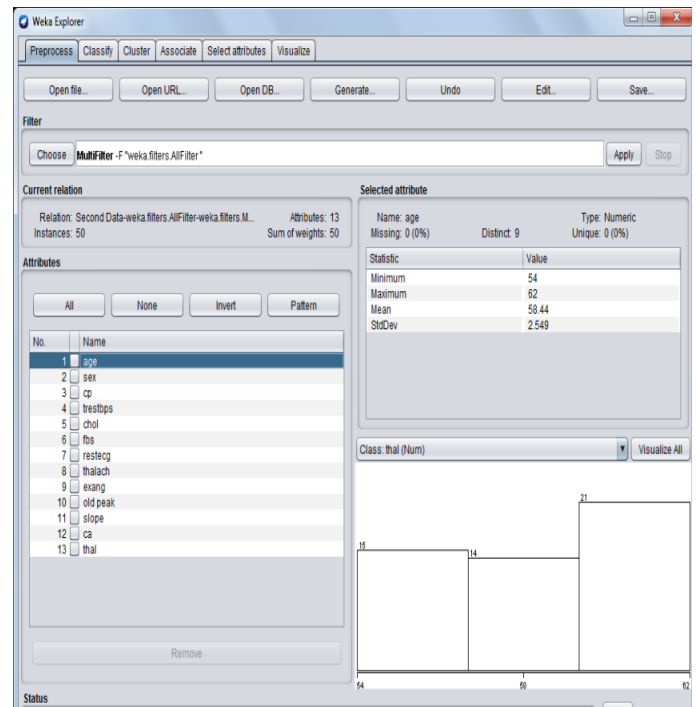 Weka Explorer
Preprocess Classify Cluster Associate Select attributes Visualize
Open file... Open URL... Open DB... Generate... Undo Edit... Save...
Filter
Choose MultiFilter -F "weka.filters.AllFilter"
Apply Stop
Current relation
Relation: Second Data-weka.filters.AllFilter-weka.filters.M... Attributes: 13
Instances: 50 Sum of weights: 50
Attributes
All None Invert Pattern
No. Name
1 age
2 sex
3 cp
4 trestbps
5 chol
6 fbs
7 restecg
8 thalach
9 exang
10 old peak
11 slope
12 ca
13 thal
Remove
Selected attribute
Name: age Type: Numeric
Missing: 0 (0%) Distinct: 9 Unique: 0 (0%)
Statistic Value
Minimum 54
Maximum 62
Mean 58.44
StdDev 2.549
Class: thal (Num) Visualize All
15
14
21
54 58 62
Status